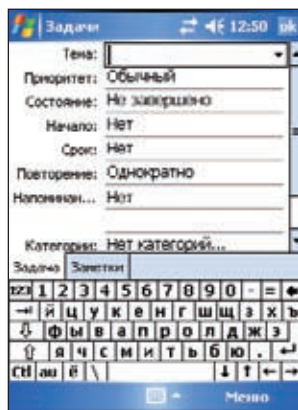 Задачи 12:50 ok
Тема:
Приоритет: Обычный
Состояние: Не завершено
Начало: Нет
Срок: Нет
Повторение: Однократно
Напоминан... Нет
Категории: Нет категорий...
Задача Заметки
123 1 2 3 4 5 6 7 8 9 0 - =
й ц у к е н г ш щ з х ъ
ф ы в а п р о л д ж э
я ч с м и т ь б ю .
Ctl au ё \
Меню